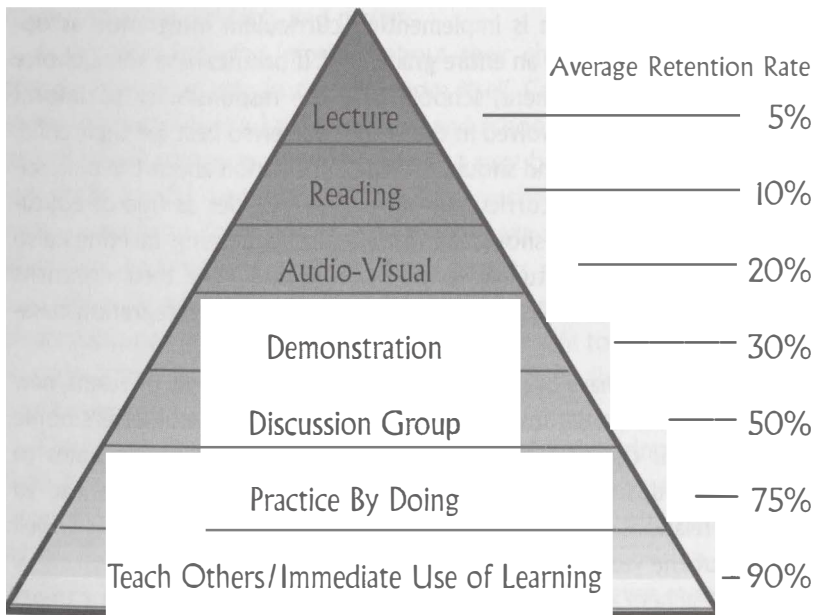 Average Retention Rate
Lecture 5%
Reading 10%
Audio-Visual 20%
Demonstration 30%
Discussion Group 50%
Practice By Doing 75%
Teach Others/Immediate Use of Learning 90%